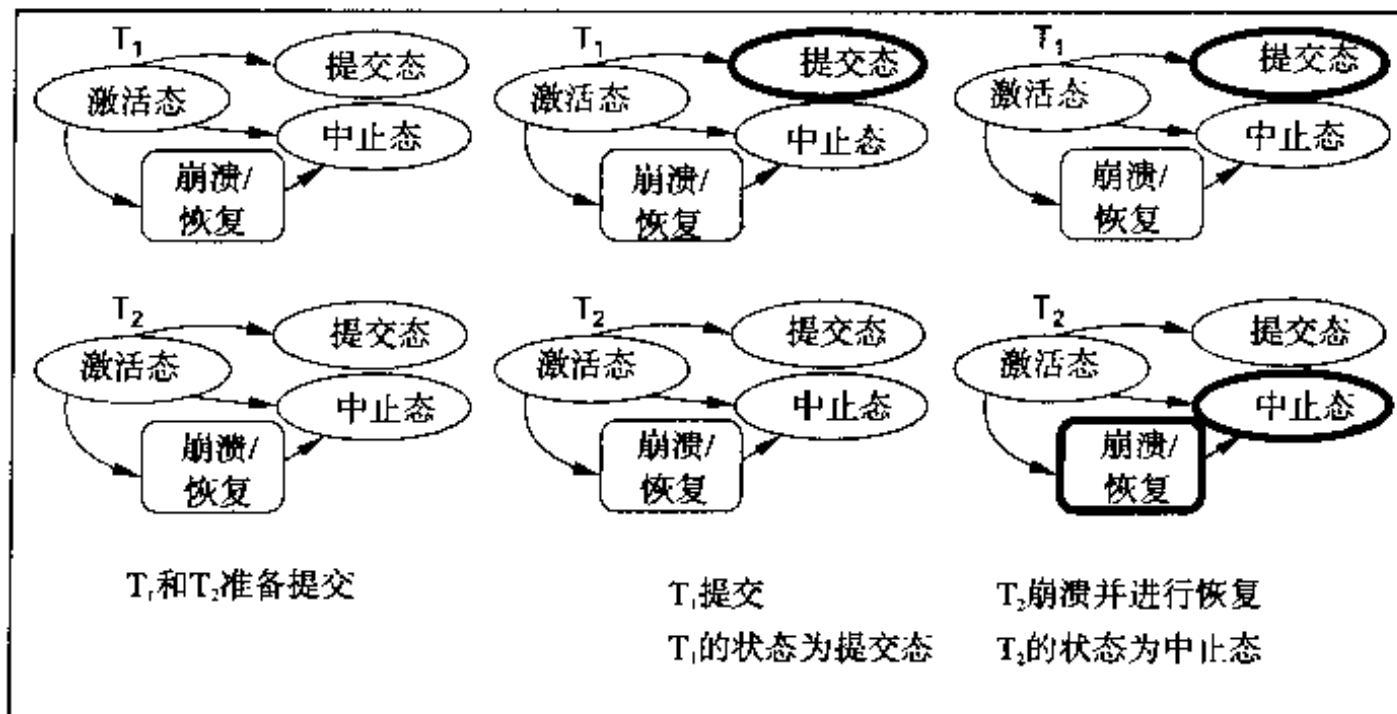 T₁
提交态
激活态
中止态
崩溃/
恢复
T₁
提交态
激活态
中止态
崩溃/
恢复
T₁
提交态
激活态
中止态
崩溃/
恢复
T₂
提交态
激活态
中止态
崩溃/
恢复
T₂
提交态
激活态
中止态
崩溃/
恢复
T₂
提交态
激活态
中止态
崩溃/
恢复
T₁和T₂准备提交
T₁提交
T₁的状态为提交态
T₂崩溃并进行恢复
T₂的状态为中止态